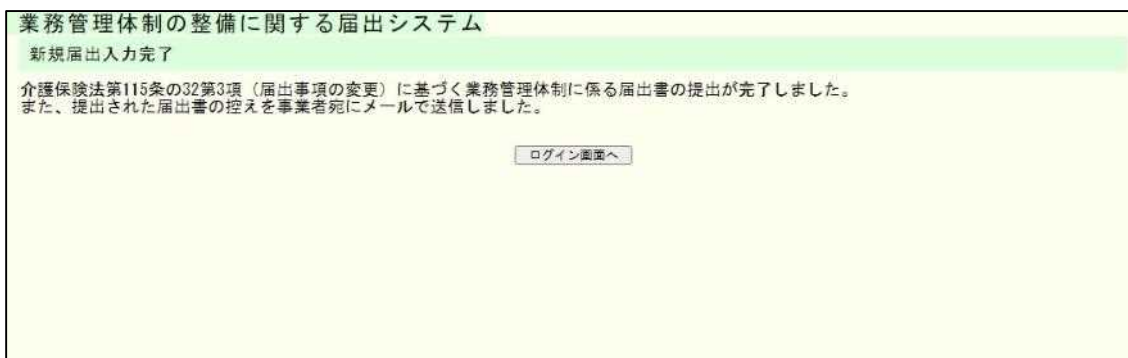 業務管理体制の整備に関する届出システム
新規届出入力完了
介護保険法第115条の32第3項（届出事項の変更）に基づく業務管理体制に係る届出書の提出が完了しました。
また、提出された届出書の控えを事業者宛にメールで送信しました。
ログイン画面へ